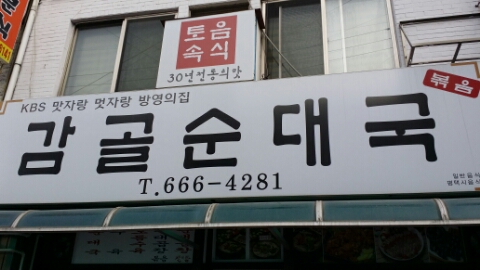 토음
속식
30년전통의맛
KBS 맛자랑 멋자랑 방영의집
볶음
감골순대국
T.666-4281